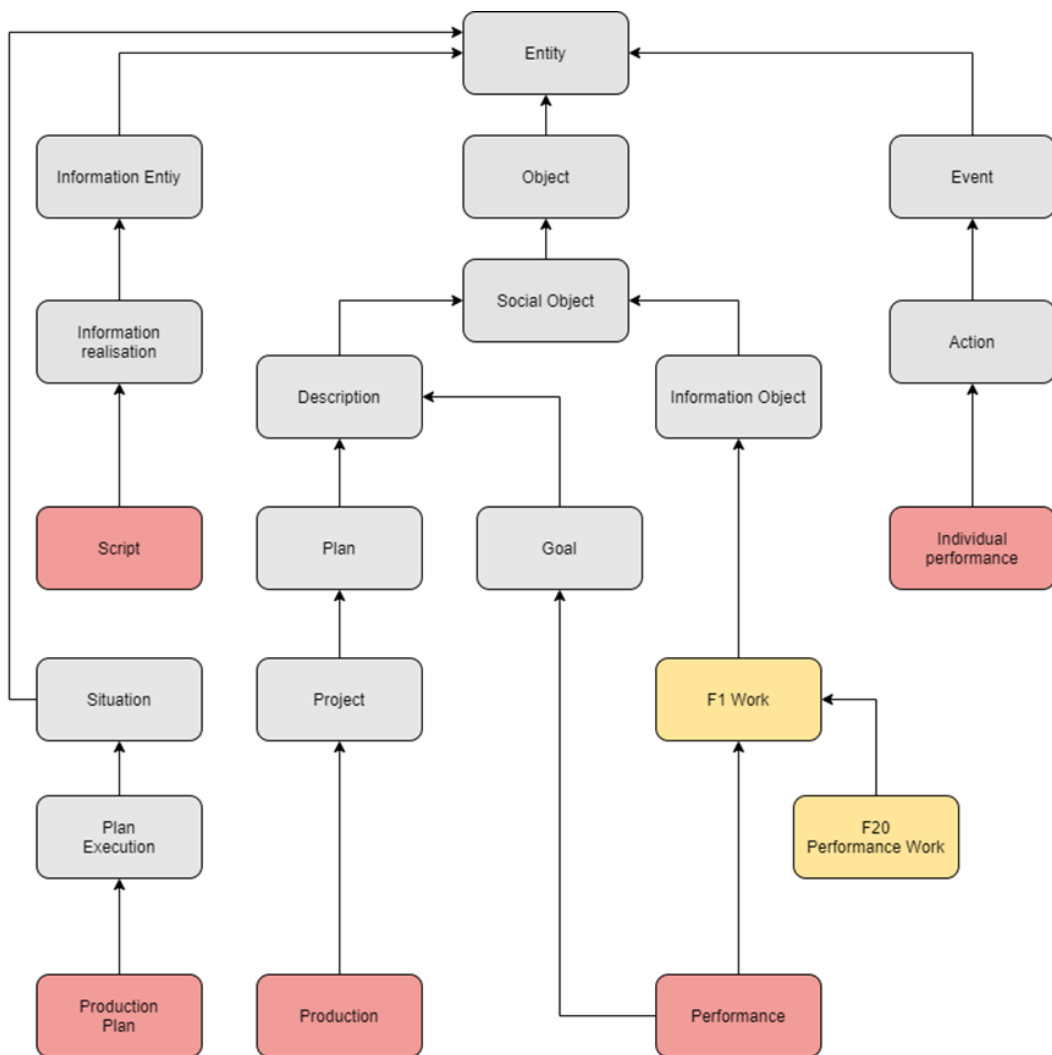 Entity
Information Entiy
Object
Event
Social Object
Information
realisation
Action
Description
Information Object
Script
Plan
Goal
Individual
performance
Situation
Project
F1 Work
Plan
Execution
F20
Performance Work
Production
Plan
Production
Performance